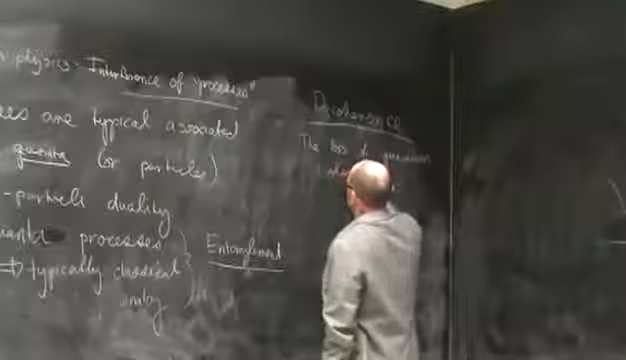 physics - Interference of "processes"
are typical associated
quanta (or particles)
- particle duality
processes
⇒ typically classical
Entanglement
Decoherence
The loss of quantum